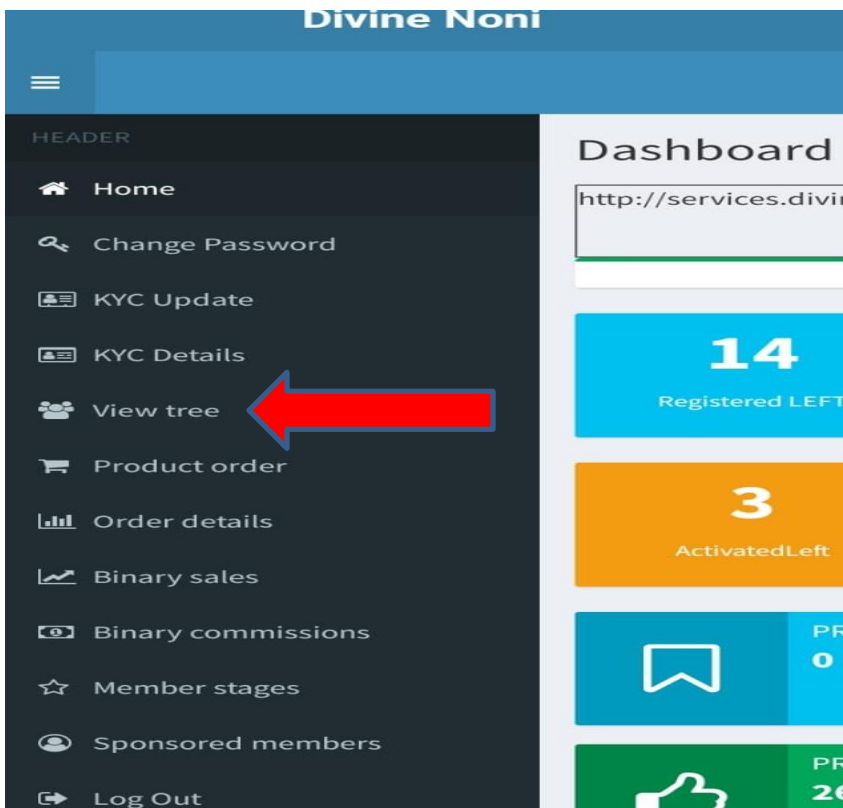 Divine Noni
HEADER
Home
Change Password
KYC Update
KYC Details
View tree
Product order
Order details
Binary sales
Binary commissions
Member stages
Sponsored members
Log Out
Dashboard
http://services.divin
14
Registered LEFT
3
ActivatedLeft
PR
0
PR
26